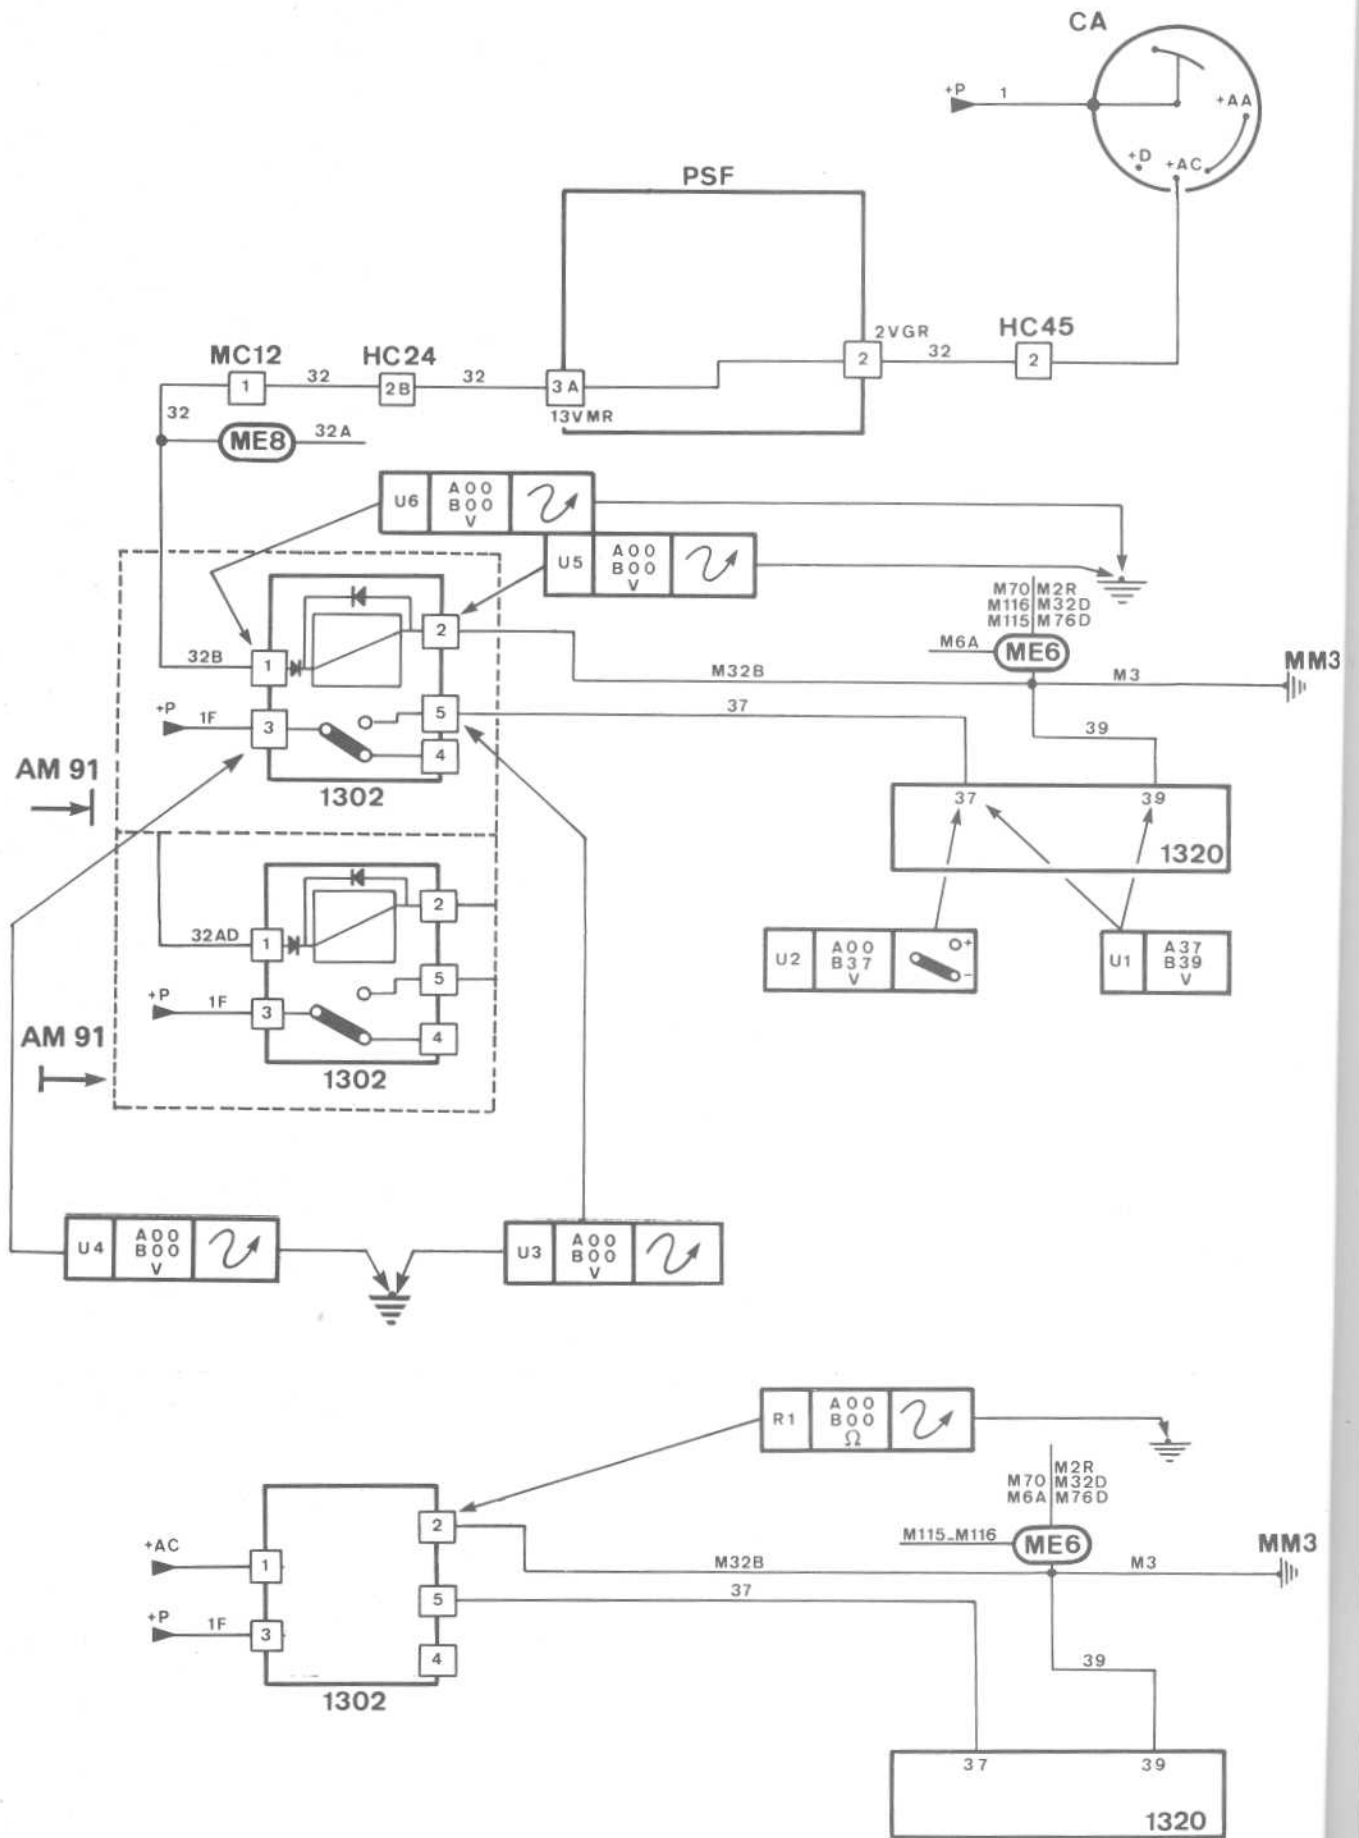 CA
+P 1
+AA
+D +AC
PSF
2VGR
HC45
MC12
HC24
2 32 2
1 32 2B 32 3A
13VMR
32
ME8 32A
U6 A00 B00 V
U5 A00 B00 V
M70 M2R
M116 M32D
M115 M76D
M6A ME6
MM3
2
32B 1
M32B M3
+P 1F 3
5 37
39
4
AM 91
1302
37 39
1320
2
32AD 1
U2 A00 B37 V + -
U1 A37 B39 V
5
+P 1F 3
4
AM 91
1302
U4 A00 B00 V
U3 A00 B00 V
R1 A00 B00 Ω
M2R
M70 M32D
M6A M76D
2
M115_M116 ME6
MM3
+AC 1
M32B M3
5 37
+P 1F 3
4
39
1302
37 39
1320